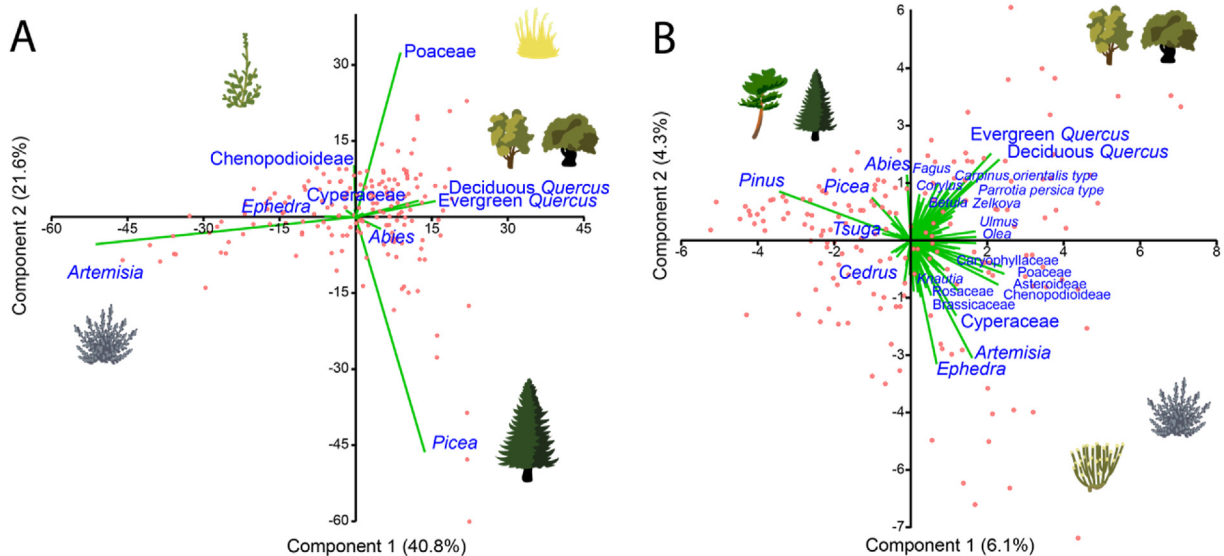 A
Component 2 (21.6%)
30
15
-15
-30
-45
-60
-60
-45
-30
-15
15
30
45
Poaceae
Chenopodioideae
Cyperaceae
Ephedra
Deciduous Quercus
Evergreen Quercus
Abies
Artemisia
Picea
Component 1 (40.8%)
B
Component 2 (4.3%)
6
4
3
1
-1
-3
-4
-6
-7
-6
-4
-2
2
4
6
8
Evergreen Quercus
Deciduous Quercus
Abies
Fagus
Carpinus orientalis type
Pinus
Picea
Corylus
Parrotia persica type
Betula
Zelkoya
Tsuga
Ulmus
Olea
Cedrus
Caryophyllaceae
Knautia
Poaceae
Asteroideae
Rosaceae
Chenopodioideae
Brassicaceae
Cyperaceae
Artemisia
Ephedra
Component 1 (6.1%)